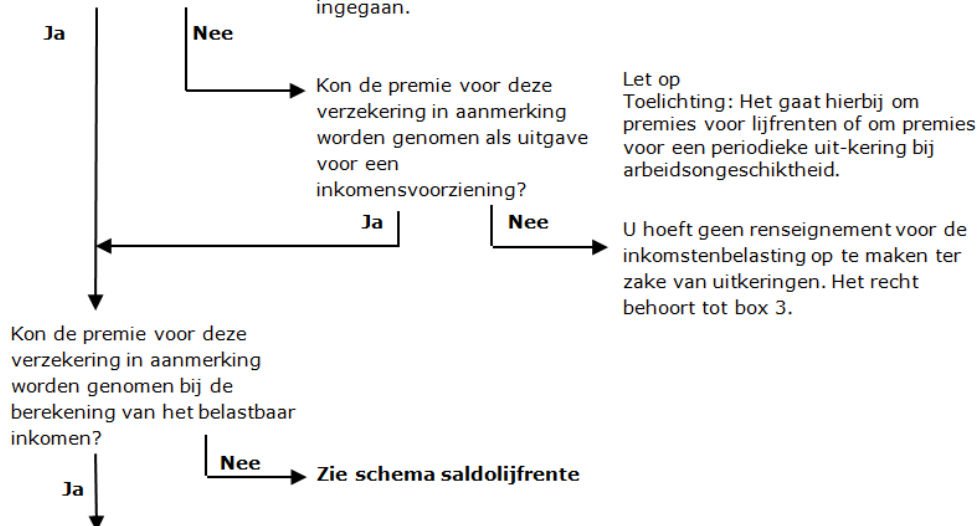 ingegaan.
Ja
Nee
Kon de premie voor deze
verzekering in aanmerking
worden genomen als uitgave
voor een
inkomensvoorziening?
Let op
Toelichting: Het gaat hierbij om
premies voor lijfrenten of om premies
voor een periodieke uit-kering bij
arbeidsongeschiktheid.
Ja
Nee
U hoeft geen renseignement voor de
inkomstenbelasting op te maken ter
zake van uitkeringen. Het recht
behoort tot box 3.
Kon de premie voor deze
verzekering in aanmerking
worden genomen bij de
berekening van het belastbaar
inkomen?
Nee
Zie schema saldolijfrente
Ja